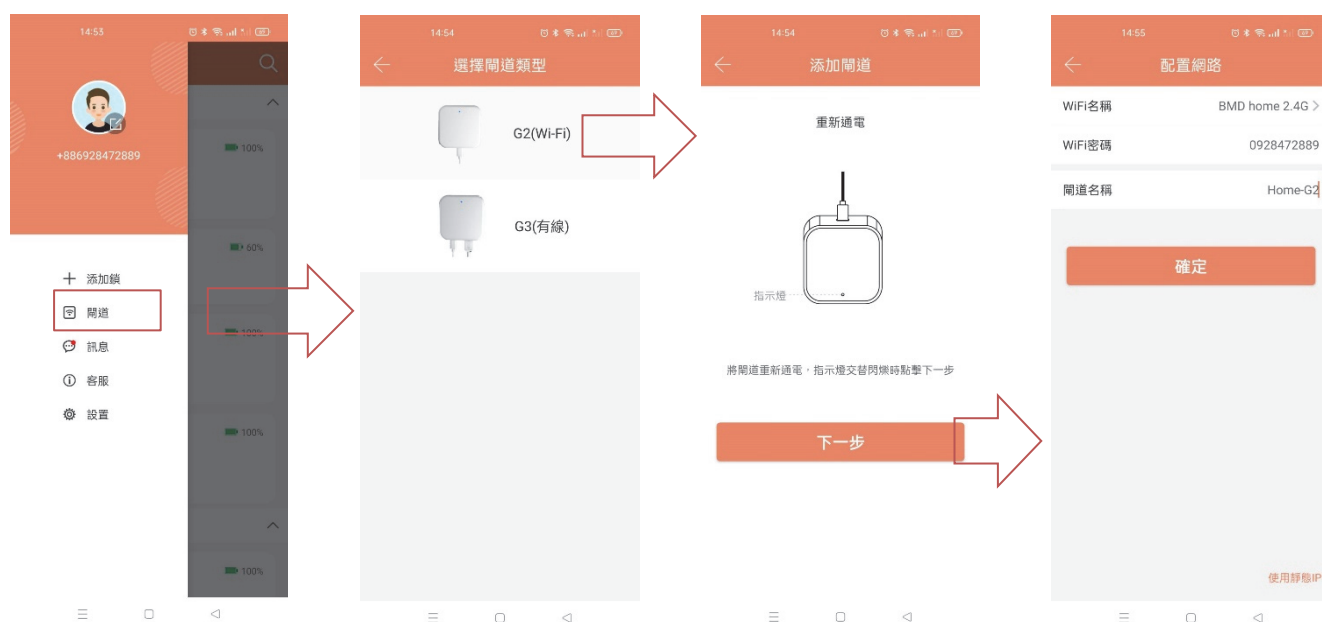 14:53
+886928472889
100%
60%
100%
100%
100%
添加鎖
閘道
訊息
客服
設置
14:54
選擇閘道類型
G2(Wi-Fi)
G3(有線)
14:54
添加閘道
重新通電
指示燈
將閘道重新通電，指示燈交替閃爍時點擊下一步
下一步
14:55
配置網路
WiFi名稱 BMD home 2.4G >
WiFi密碼 0928472889
閘道名稱 Home-G2
確定
使用靜態IP